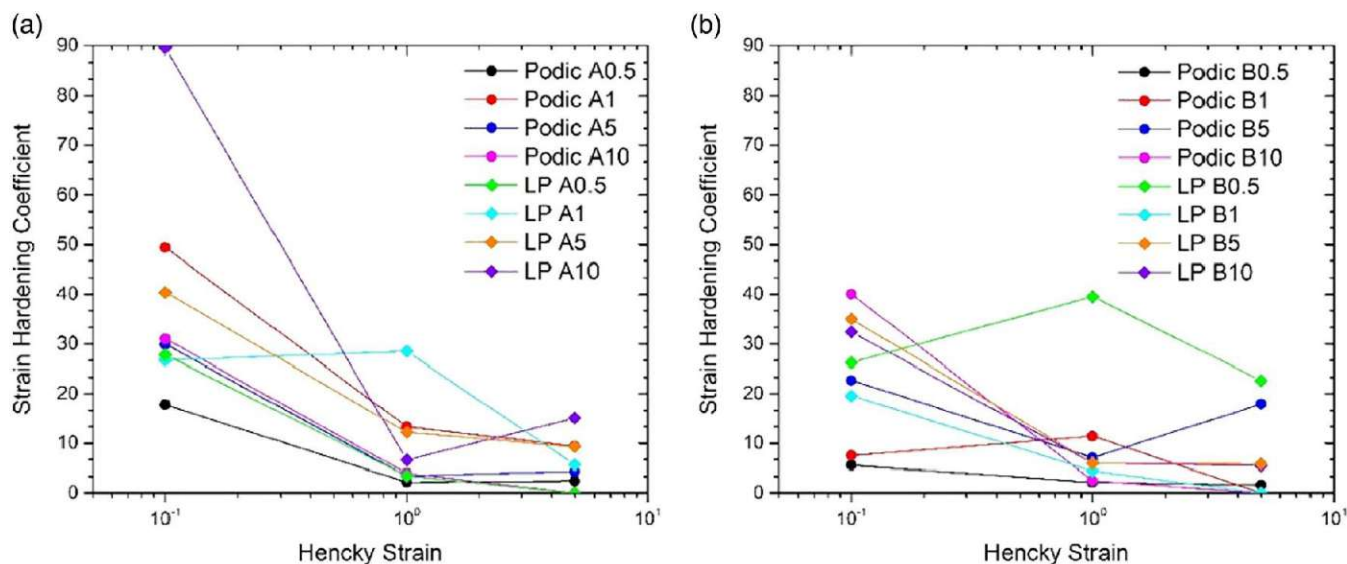 (a)
90
80
70
60
50
40
30
20
10
0
Strain Hardening Coefficient
Podic A0.5
Podic A1
Podic A5
Podic A10
LP A0.5
LP A1
LP A5
LP A10
10⁻¹
10⁰
10¹
Hencky Strain
(b)
90
80
70
60
50
40
30
20
10
0
Strain Hardening Coefficient
Podic B0.5
Podic B1
Podic B5
Podic B10
LP B0.5
LP B1
LP B5
LP B10
10⁻¹
10⁰
10¹
Hencky Strain